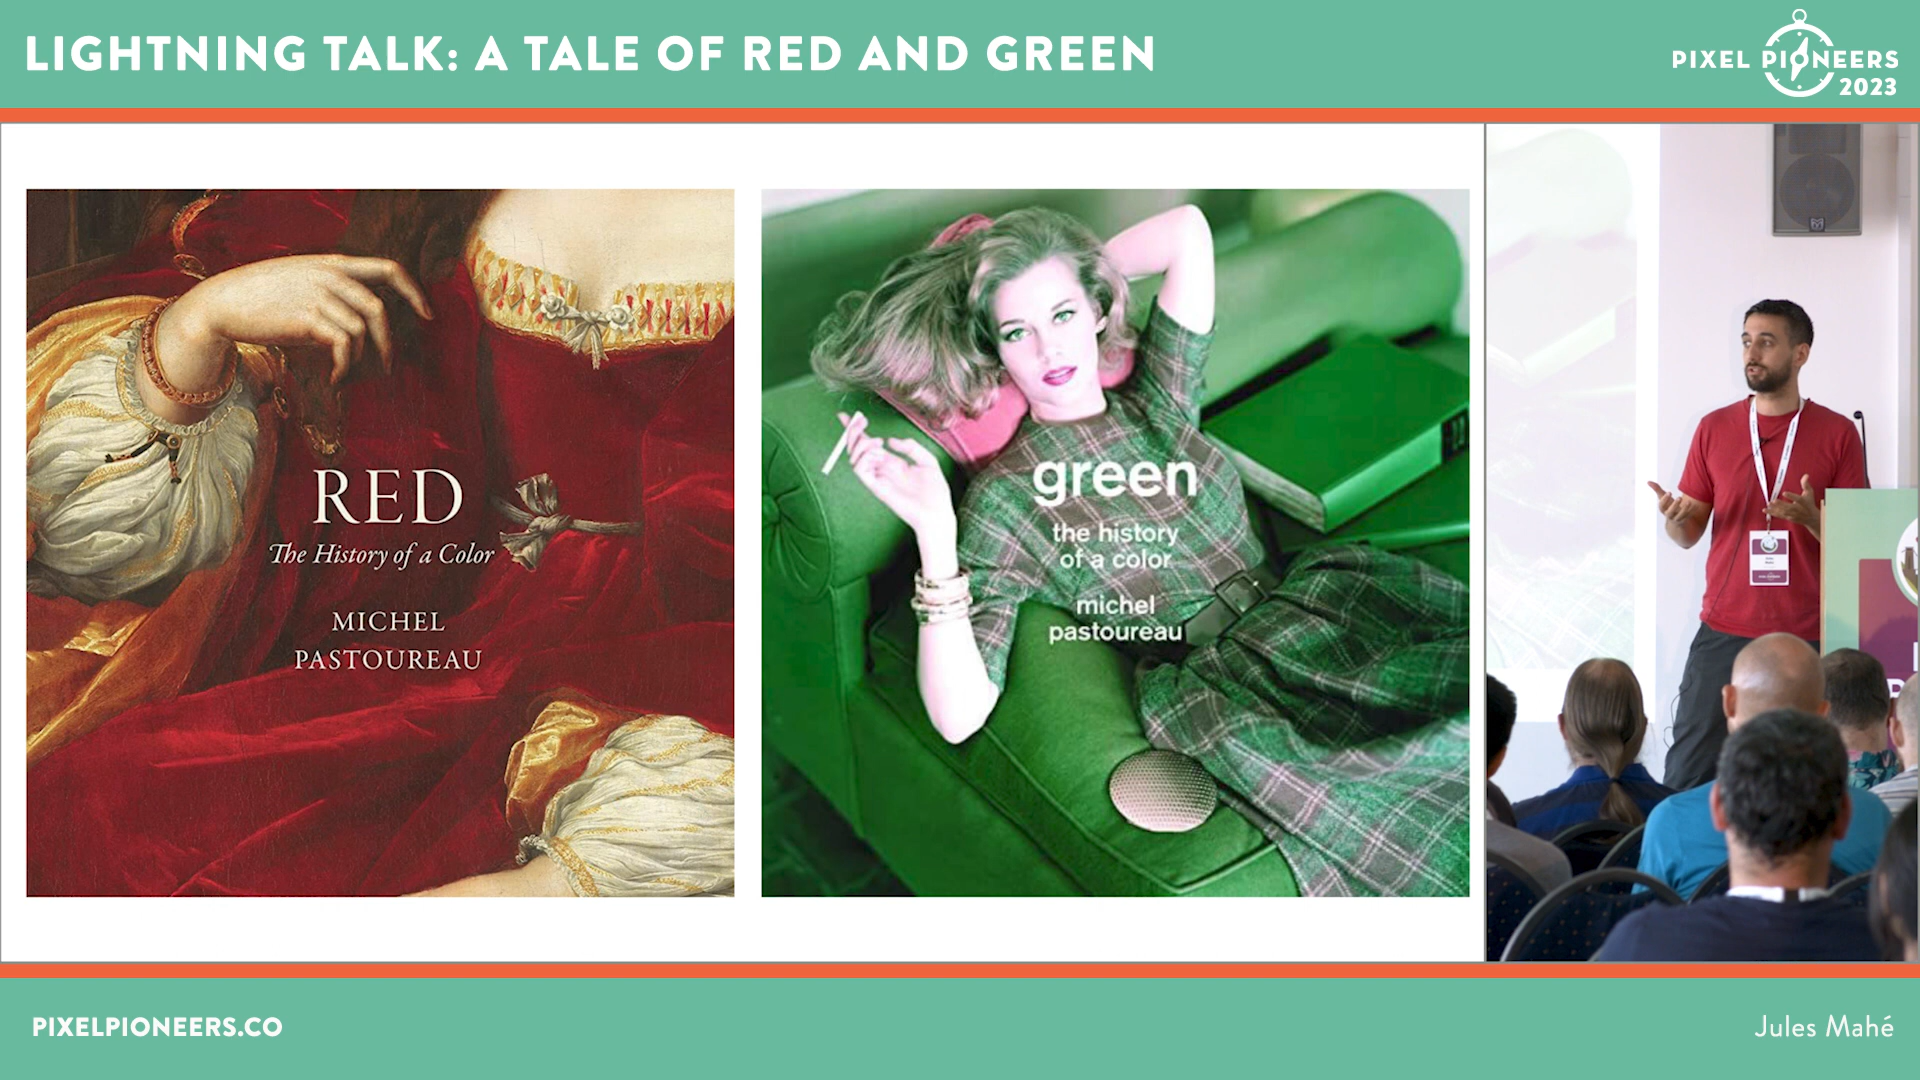 LIGHTNING TALK: A TALE OF RED AND GREEN
PIXEL PIONEERS
2023
RED
The History of a Color
MICHEL
PASTOUREAU
green
the history
of a color
michel
pastoureau
PIXELPIONEERS.CO
Jules Mahé